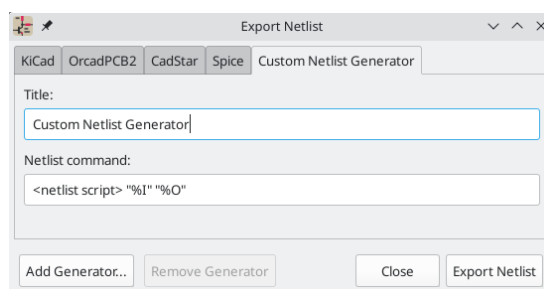 Export Netlist
KiCad OrcadPCB2 CadStar Spice Custom Netlist Generator
Title:
Custom Netlist Generator
Netlist command:
<netlist script> "%I" "%O"
Add Generator... Remove Generator Close Export Netlist